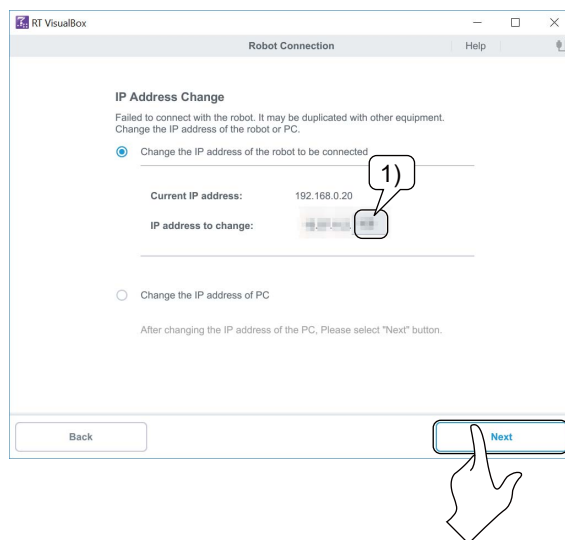 RT VisualBox
Robot Connection Help
IP Address Change
Failed to connect with the robot. It may be duplicated with other equipment.
Change the IP address of the robot or PC.
Change the IP address of the robot to be connected
1)
Current IP address: 192.168.0.20
IP address to change:
Change the IP address of PC
After changing the IP address of the PC, Please select "Next" button.
Back Next